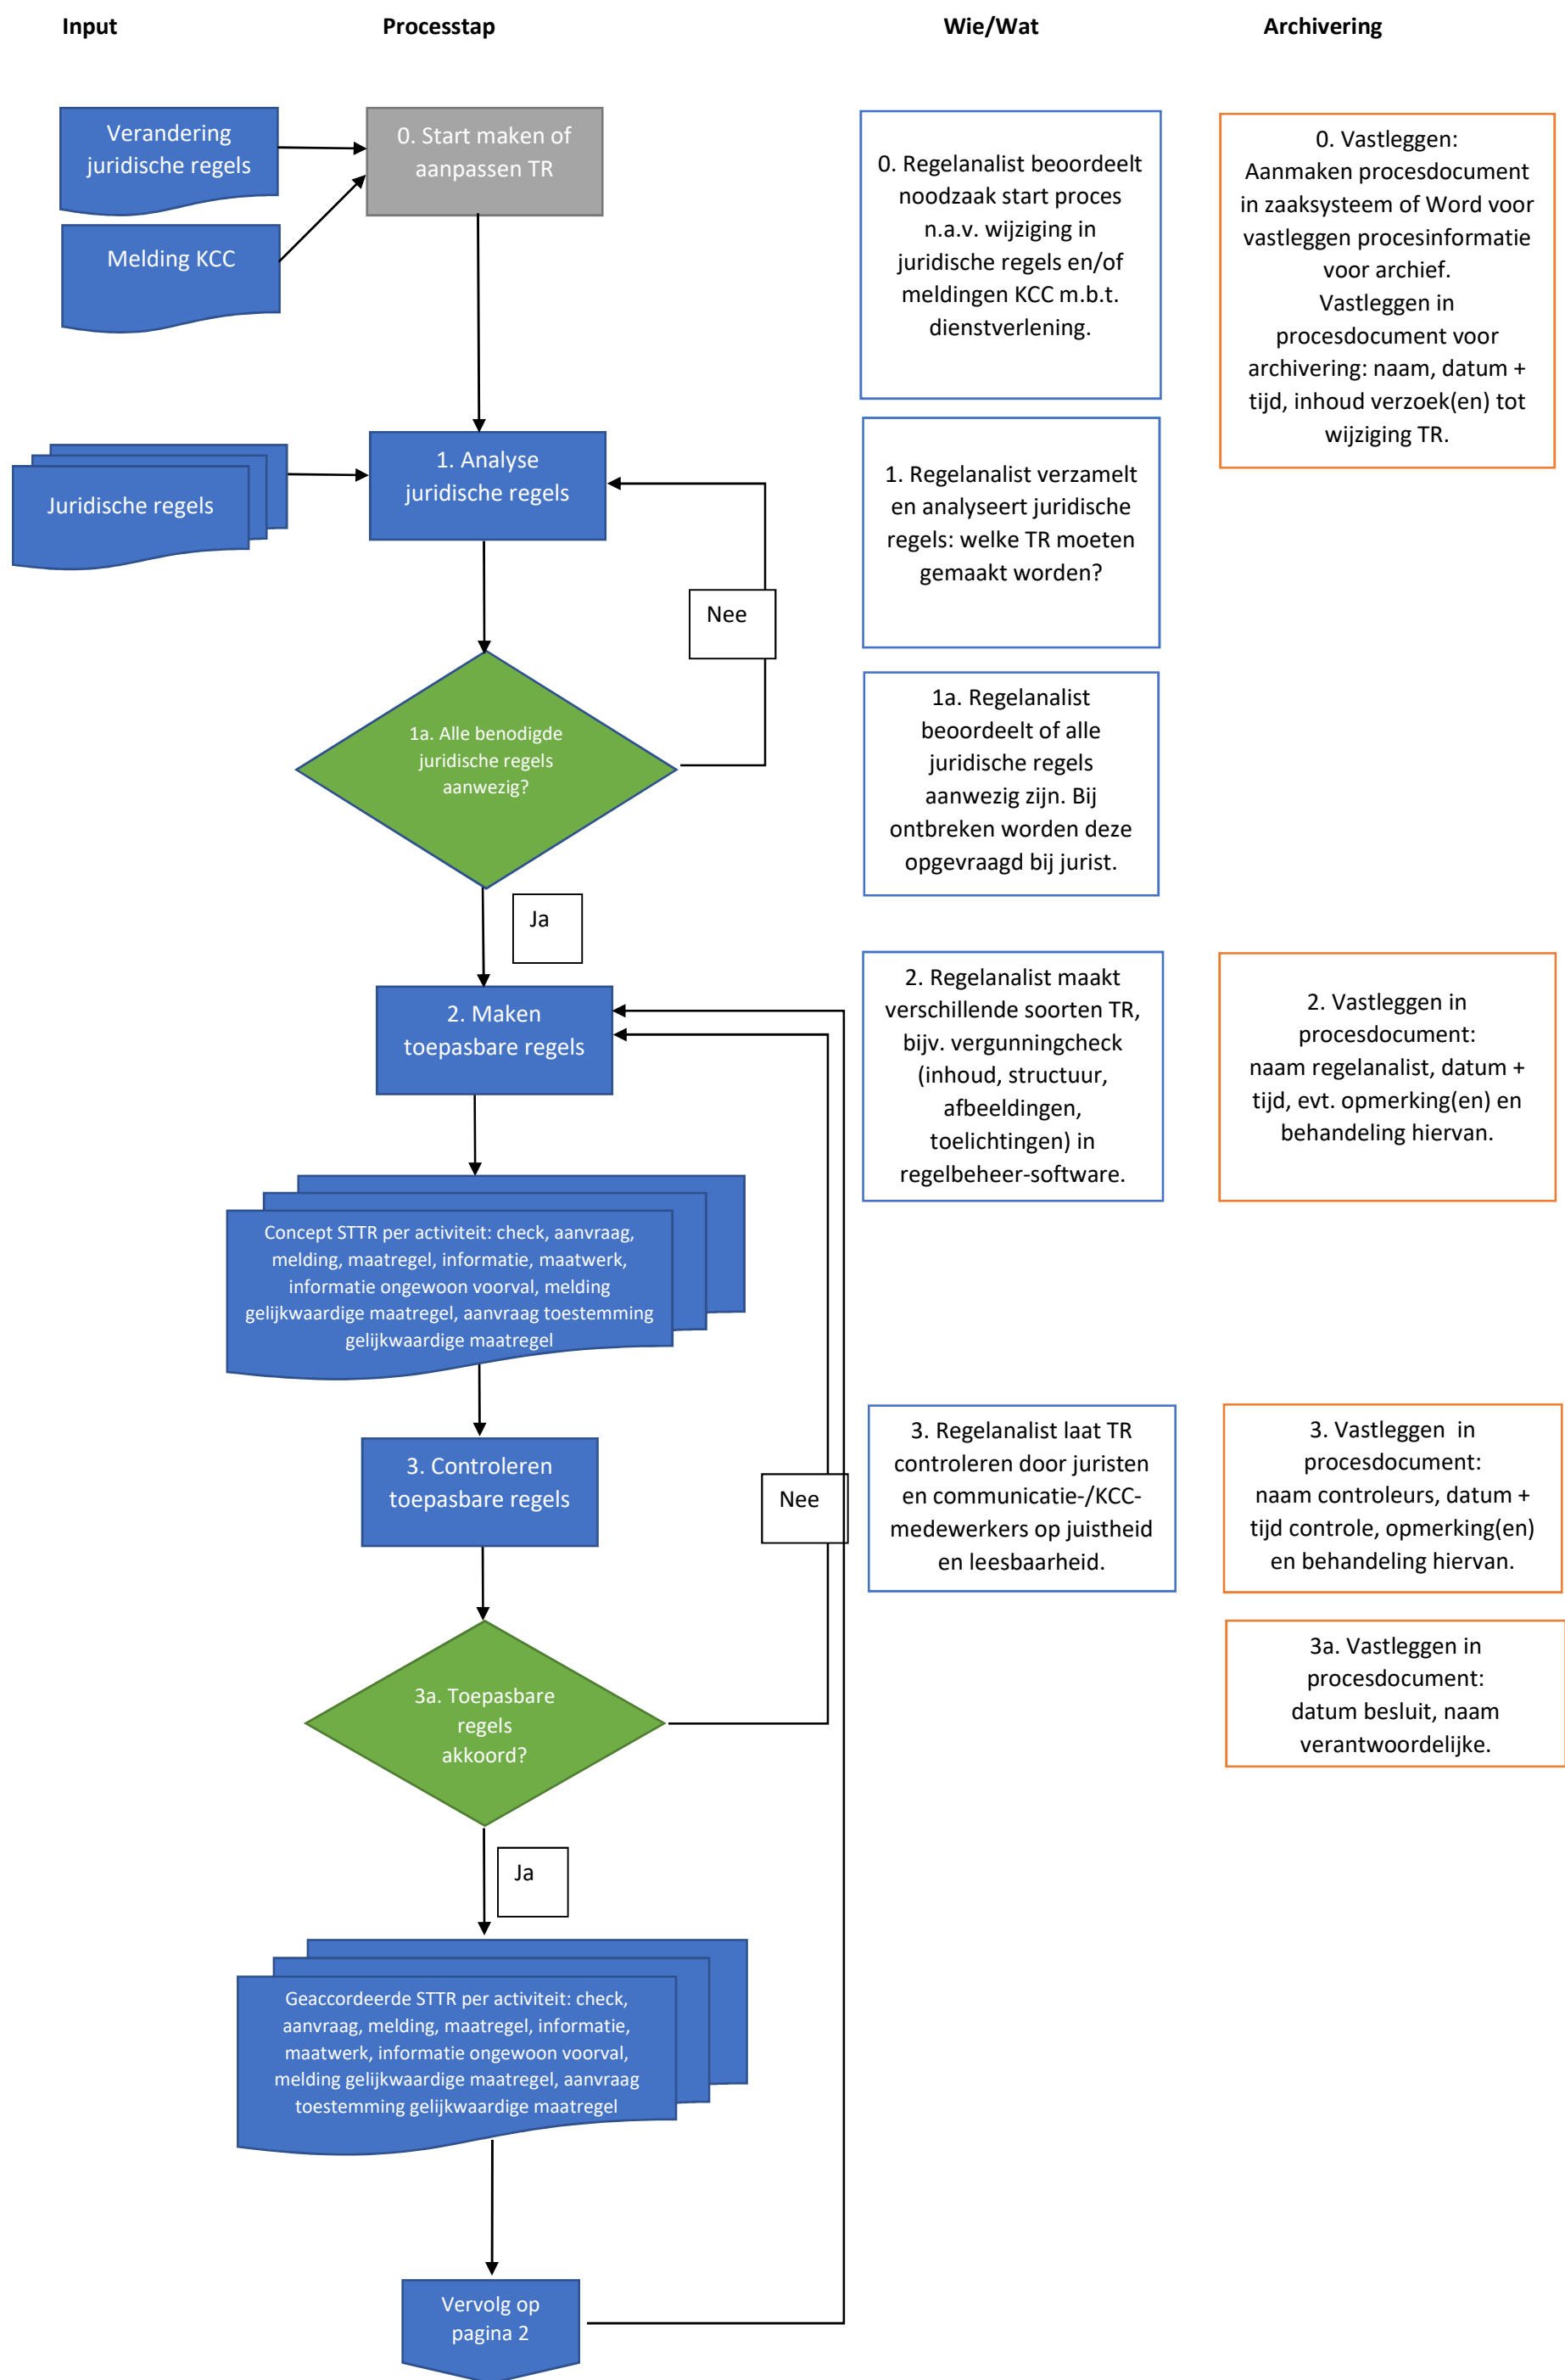 Input
Processtap
Wie/Wat
Archivering
Verandering
juridische regels
Melding KCC
0. Start maken of
aanpassen TR
0. Regelanalist beoordeelt
noodzaak start proces
n.a.v. wijziging in
juridische regels en/of
meldingen KCC m.b.t.
dienstverlening.
0. Vastleggen:
Aanmaken procesdocument
in zaaksysteem of Word voor
vastleggen procesinformatie
voor archief.
Vastleggen in
procesdocument voor
archivering: naam, datum +
tijd, inhoud verzoek(en) tot
wijziging TR.
Juridische regels
1. Analyse
juridische regels
1. Regelanalist verzamelt
en analyseert juridische
regels: welke TR moeten
gemaakt worden?
Nee
1a. Alle benodigde
juridische regels
aanwezig?
1a. Regelanalist
beoordeelt of alle
juridische regels
aanwezig zijn. Bij
ontbreken worden deze
opgevraagd bij jurist.
Ja
2. Maken
toepasbare regels
2. Regelanalist maakt
verschillende soorten TR,
bijv. vergunningcheck
(inhoud, structuur,
afbeeldingen,
toelichtingen) in
regelbeheer-software.
2. Vastleggen in
procesdocument:
naam regelanalist, datum +
tijd, evt. opmerking(en) en
behandeling hiervan.
Concept STTR per activiteit: check, aanvraag,
melding, maatregel, informatie, maatwerk,
informatie ongewoon voorval, melding
gelijkwaardige maatregel, aanvraag toestemming
gelijkwaardige maatregel
3. Controleren
toepasbare regels
Nee
3. Regelanalist laat TR
controleren door juristen
en communicatie-/KCC-
medewerkers op juistheid
en leesbaarheid.
3. Vastleggen  in
procesdocument:
naam controleurs, datum +
tijd controle, opmerking(en)
en behandeling hiervan.
3a. Toepasbare
regels
akkoord?
3a. Vastleggen in
procesdocument:
datum besluit, naam
verantwoordelijke.
Ja
Geaccordeerde STTR per activiteit: check,
aanvraag, melding, maatregel, informatie,
maatwerk, informatie ongewoon voorval,
melding gelijkwaardige maatregel, aanvraag
toestemming gelijkwaardige maatregel
Vervolg op
pagina 2